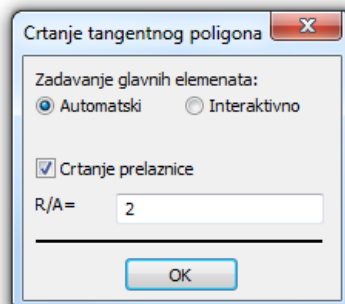 Crtanje tangentnog poligona
Zadavanje glavnih elemenata:
Automatski Interaktivno
Crtanje prelaznice
R/A= 2
OK